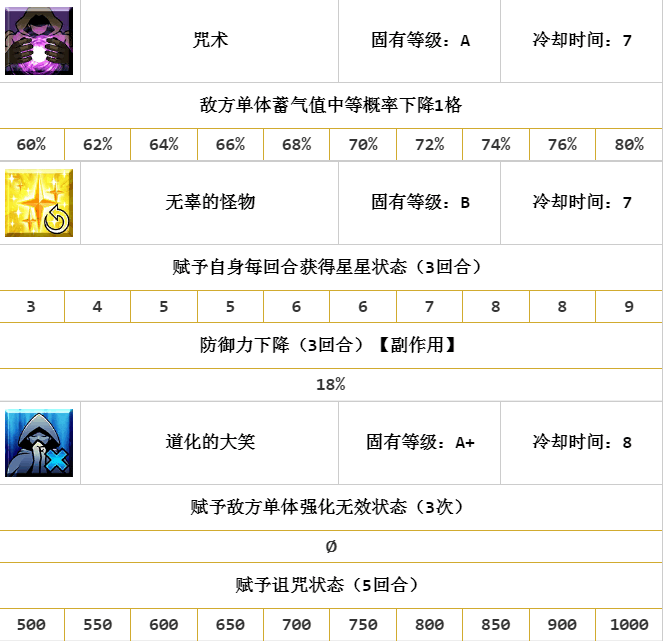 咒术 固有等级：A 冷却时间：7
敌方单体蓄气值中等概率下降1格
60% 62% 64% 66% 68% 70% 72% 74% 76% 80%
无辜的怪物 固有等级：B 冷却时间：7
赋予自身每回合获得星星状态（3回合）
3 4 5 5 6 6 7 8 8 9
防御力下降（3回合）【副作用】
18%
道化的大笑 固有等级：A+ 冷却时间：8
赋予敌方单体强化无效状态（3次）
Ø
赋予诅咒状态（5回合）
500 550 600 650 700 750 800 850 900 1000